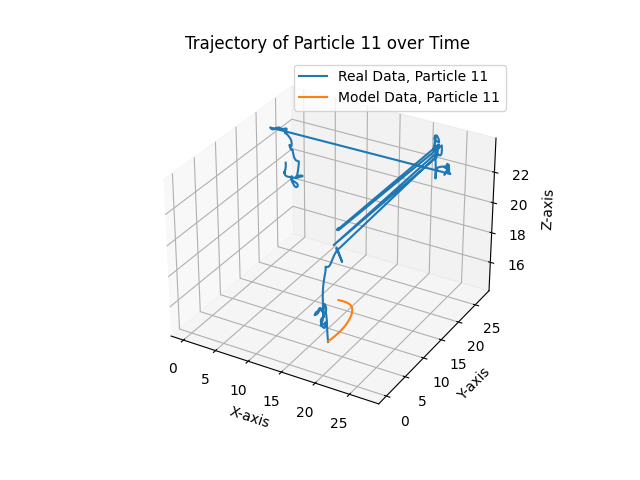 Trajectory of Particle 11 over Time
Real Data, Particle 11
Model Data, Particle 11
22
20
18
16
Z-axis
0
5
10
15
20
25
X-axis
0
5
10
15
20
25
Y-axis